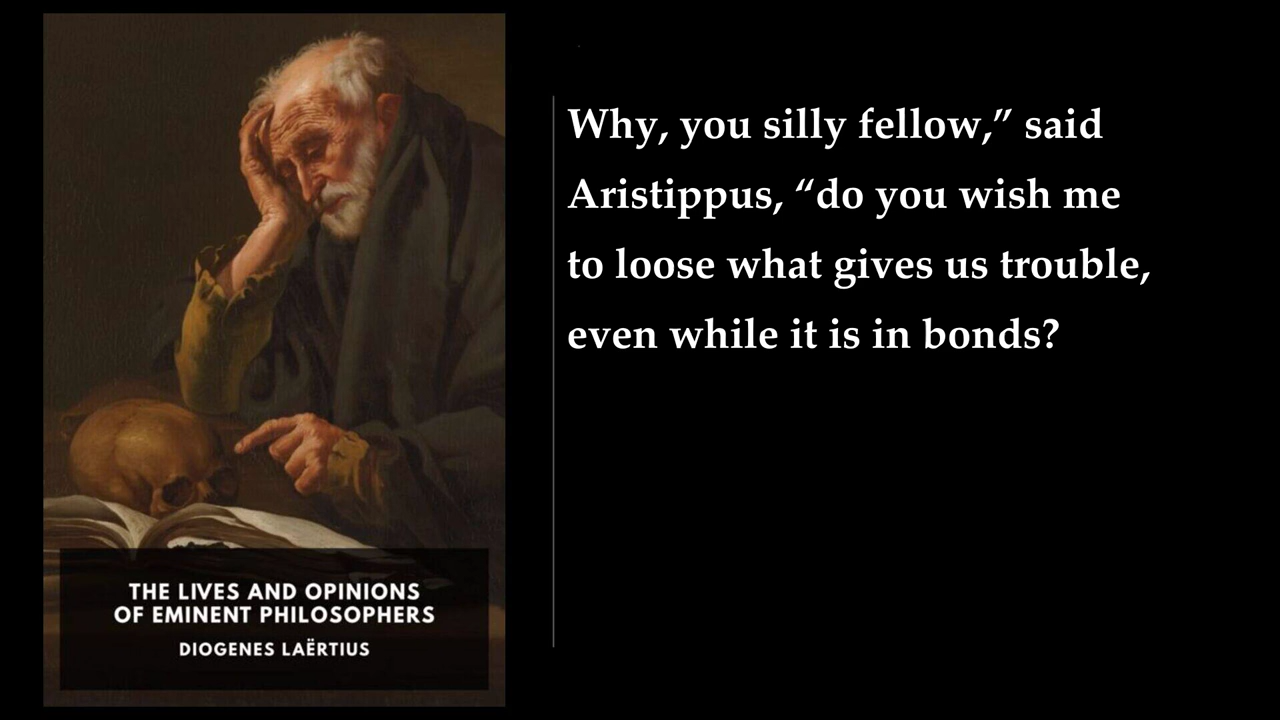 Why, you silly fellow,” said
Aristippus, “do you wish me
to loose what gives us trouble,
even while it is in bonds?
THE LIVES AND OPINIONS
OF EMINENT PHILOSOPHERS
DIOGENES LAËRTIUS